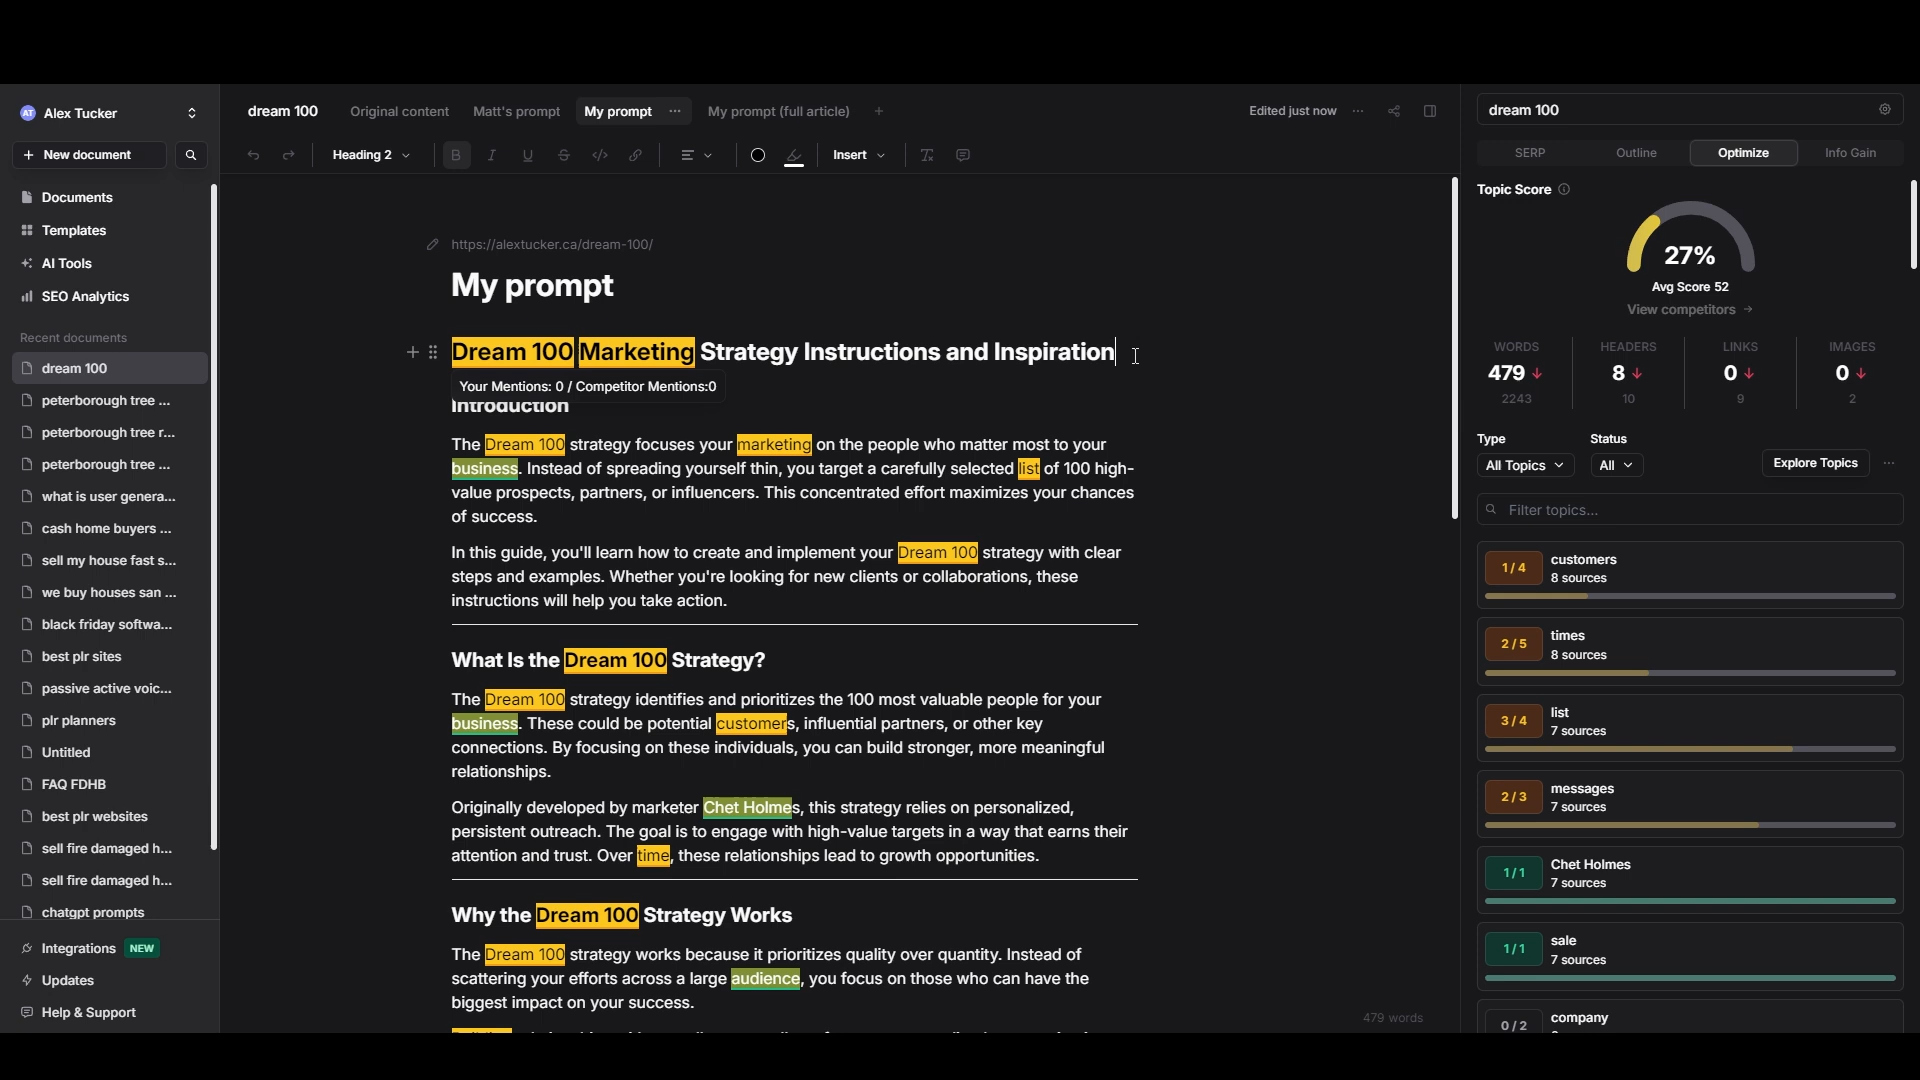 AT Alex Tucker
New document
Documents
Templates
AI Tools
SEO Analytics
Recent documents
dream 100
peterborough tree ...
peterborough tree r...
peterborough tree ...
what is user genera...
cash home buyers ...
sell my house fast s...
we buy houses san ...
black friday softwa...
best plr sites
passive active voic...
plr planners
Untitled
FAQ FDHB
best plr websites
sell fire damaged h...
sell fire damaged h...
chatgpt prompts
Integrations NEW
Updates
Help & Support
dream 100 Original content Matt's prompt My prompt ... My prompt (full article) + Edited just now ...
Heading 2 B I U S Insert
https://alextucker.ca/dream-100/
My prompt
Dream 100 Marketing Strategy Instructions and Inspiration
Your Mentions: 0 / Competitor Mentions:0
Introduction
The Dream 100 strategy focuses your marketing on the people who matter most to your
business. Instead of spreading yourself thin, you target a carefully selected list of 100 high-
value prospects, partners, or influencers. This concentrated effort maximizes your chances
of success.
In this guide, you'll learn how to create and implement your Dream 100 strategy with clear
steps and examples. Whether you're looking for new clients or collaborations, these
instructions will help you take action.
What Is the Dream 100 Strategy?
The Dream 100 strategy identifies and prioritizes the 100 most valuable people for your
business. These could be potential customers, influential partners, or other key
connections. By focusing on these individuals, you can build stronger, more meaningful
relationships.
Originally developed by marketer Chet Holmes, this strategy relies on personalized,
persistent outreach. The goal is to engage with high-value targets in a way that earns their
attention and trust. Over time, these relationships lead to growth opportunities.
Why the Dream 100 Strategy Works
The Dream 100 strategy works because it prioritizes quality over quantity. Instead of
scattering your efforts across a large audience, you focus on those who can have the
biggest impact on your success.
479 words
dream 100
SERP Outline Optimize Info Gain
Topic Score
27%
Avg Score 52
View competitors →
WORDS HEADERS LINKS IMAGES
479 ↓ 8 ↓ 0 ↓ 0 ↓
2243 10 9 2
Type Status
All Topics All Explore Topics ...
Filter topics...
1 / 4 customers
8 sources
2 / 5 times
8 sources
3 / 4 list
7 sources
2 / 3 messages
7 sources
1 / 1 Chet Holmes
7 sources
1 / 1 sale
7 sources
0 / 2 company